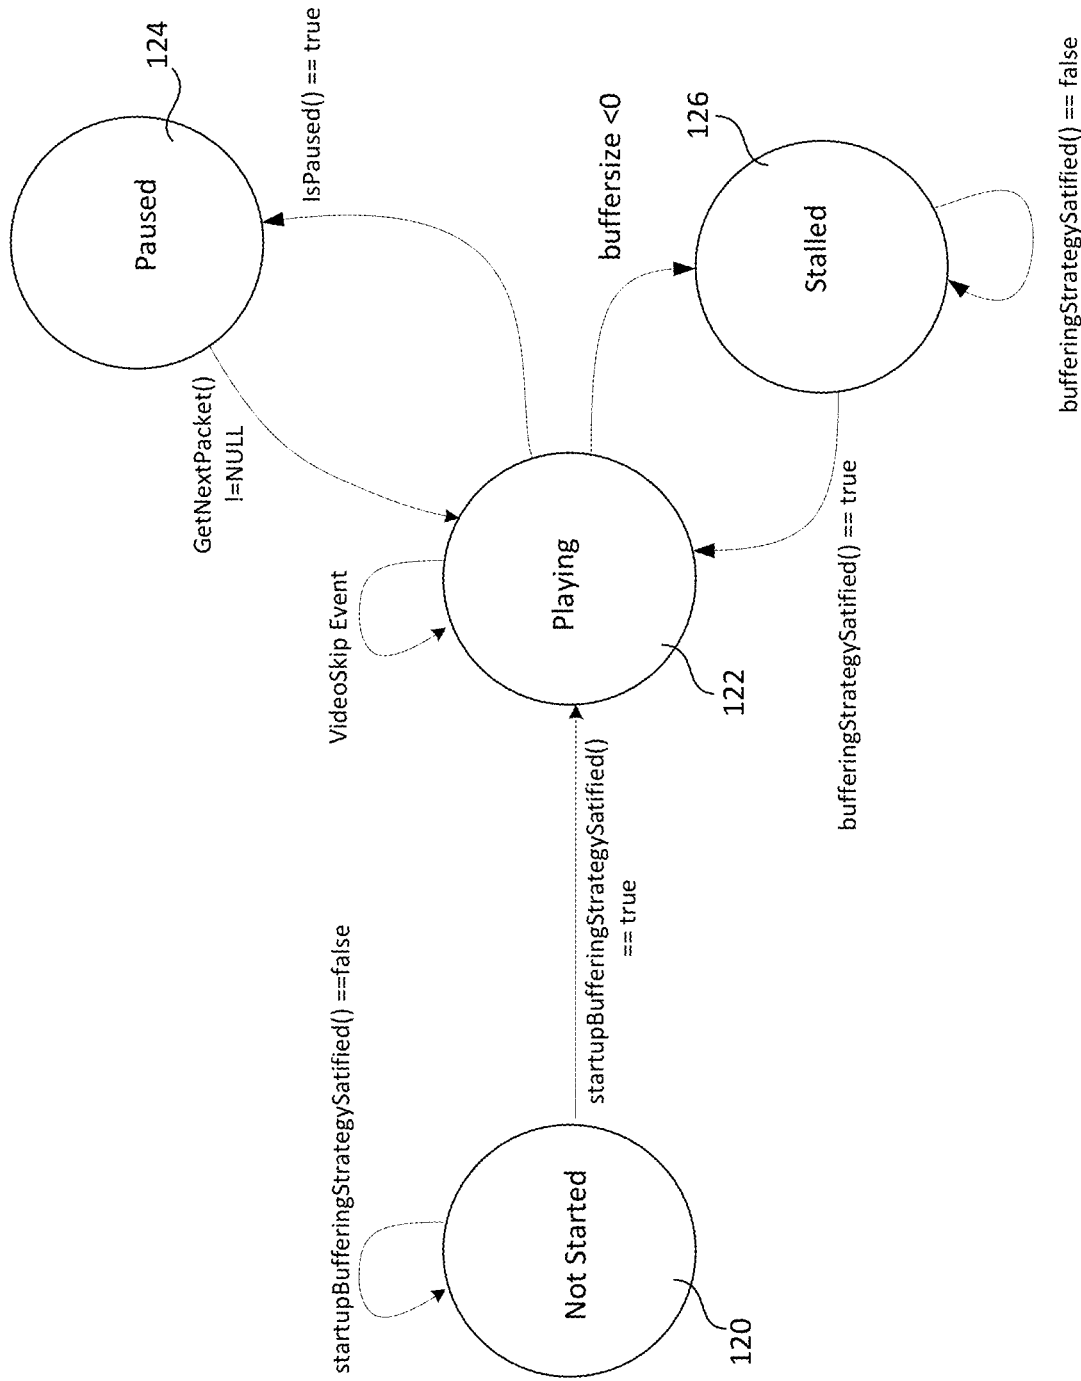 startupBufferingStrategySatified() ==false
Not Started
120
startupBufferingStrategySatified()
== true
VideoSkip Event
Playing
122
GetNextPacket()
!=NULL
Paused
124
IsPaused() == true
buffersize <0
126
Stalled
bufferingStrategySatified() == true
bufferingStrategySatified() == false